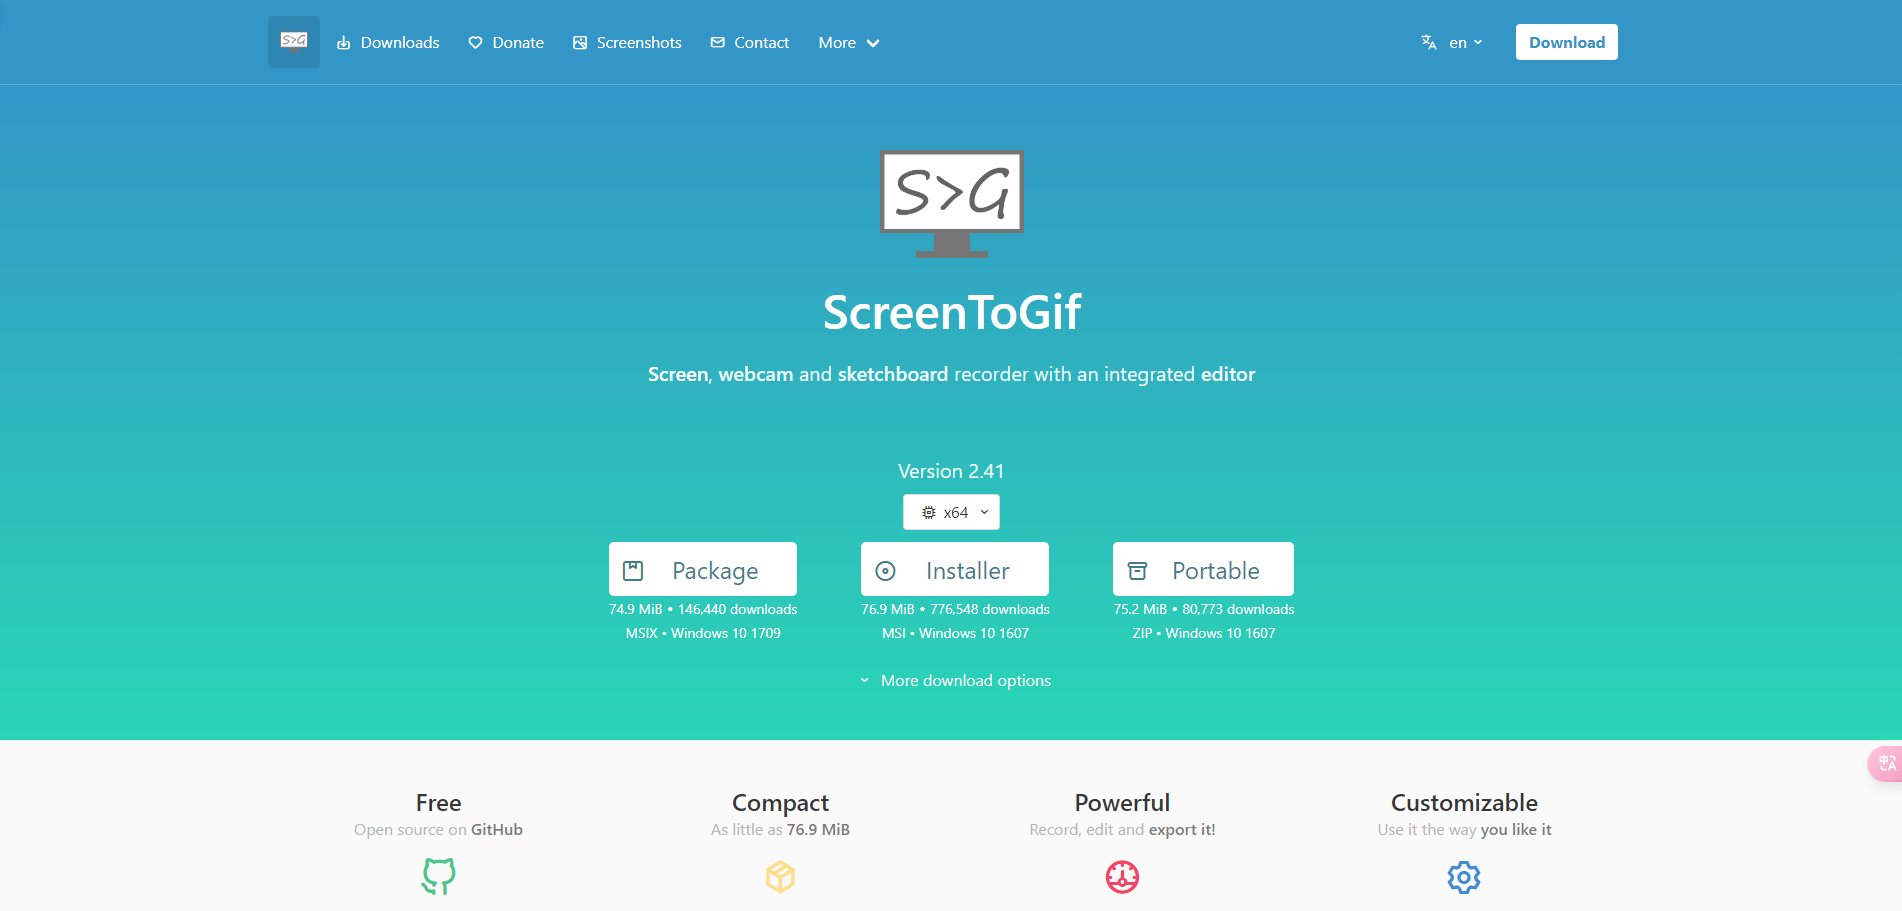 S>G Downloads Donate Screenshots Contact More en Download
S>G
ScreenToGif
Screen, webcam and sketchboard recorder with an integrated editor
Version 2.41
x64
Package Installer Portable
74.9 MiB • 146,440 downloads 76.9 MiB • 776,548 downloads 75.2 MiB • 80,773 downloads
MSIX • Windows 10 1709 MSI • Windows 10 1607 ZIP • Windows 10 1607
More download options
Free Compact Powerful Customizable
Open source on GitHub As little as 76.9 MiB Record, edit and export it! Use it the way you like it